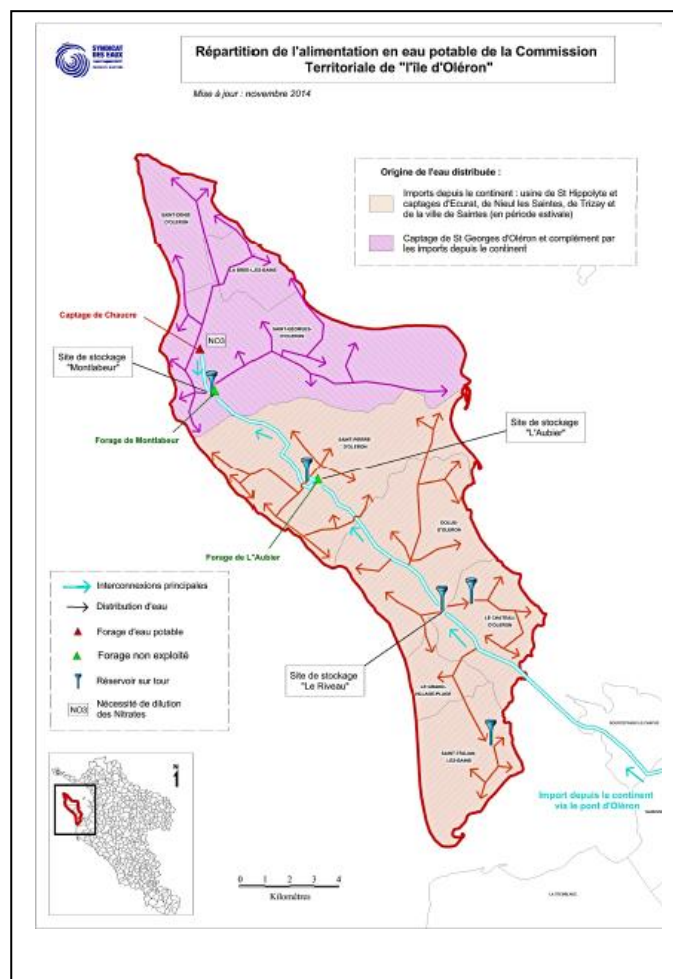 SYNDICAT
DES EAUX
Répartition de l'alimentation en eau potable de la Commission
Territoriale de "l'île d'Oléron"
Mise à jour : novembre 2014
Origine de l'eau distribuée :
Imports depuis le continent : usine de St Hippolyte et
captages d'Ecurat, de Nieul les Saintes, de Trizay et
de la ville de Saintes (en période estivale)
Captage de St Georges d'Oléron et complément par
les imports depuis le continent
SAINT-DENIS
D'OLERON
LA BREE-LES-BAINS
Captage de Chaucre
NO3
SAINT-GEORGES-
D'OLERON
Site de stockage
"Montlabeur"
Forage de Montlabeur
SAINT-PIERRE
D'OLERON
Site de stockage
"L'Aubier"
Forage de L"Aubier
DOLUS-
D'OLERON
LE CHATEAU
D'OLERON
Site de stockage
"Le Riveau"
LE GRAND-
VILLAGE-PLAGE
SAINT-TROJAN
LES-BAINS
Interconnexions principales
Distribution d'eau
Forage d'eau potable
Forage non exploité
Réservoir sur tour
NO3
Nécessité de dilution
des Nitrates
Import depuis le continent
via le pont d'Oléron
N
0 1 2 3 4
Kilomètres
LA TREMBLADE